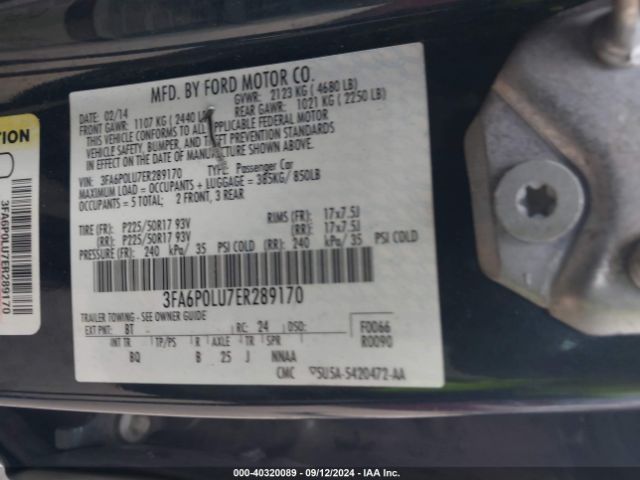 MFD. BY FORD MOTOR CO.
DATE: 02/14 GVWR: 2123 KG ( 4680 LB)
FRONT GAWR: 1107 KG ( 2440 LB) REAR GAWR: 1021 KG ( 2250 LB)
THIS VEHICLE CONFORMS TO ALL APPLICABLE FEDERAL MOTOR
VEHICLE SAFETY, BUMPER, AND THEFT PREVENTION STANDARDS
IN EFFECT ON THE DATE OF MANUFACTURE SHOWN ABOVE.
VIN: 3FA6P0LU7ER289170 TYPE: Passenger Car
MAXIMUM LOAD = OCCUPANTS + LUGGAGE = 385KG/ 850LB
OCCUPANTS = 5 TOTAL; 2 FRONT, 3 REAR
TIRE (FR): P225/50R17 93V RIMS (FR): 17x7.5J
(RR): P225/50R17 93V (RR): 17x7.5J
PRESSURE (FR): 240 kPa/ 35 PSI COLD (RR): 240 kPa/ 35 PSI COLD
3FA6P0LU7ER289170
TRAILER TOWING - SEE OWNER GUIDE
EXT PNT: BT RC: 24 DSO: F0066
INT TR TP/PS R AXLE TR SPR R0090
BQ B 25 J NNAA
CMC 5U5A-5420472-AA
3FA6P0LU7ER289170
000-40320089 - 09/12/2024 - IAA Inc.